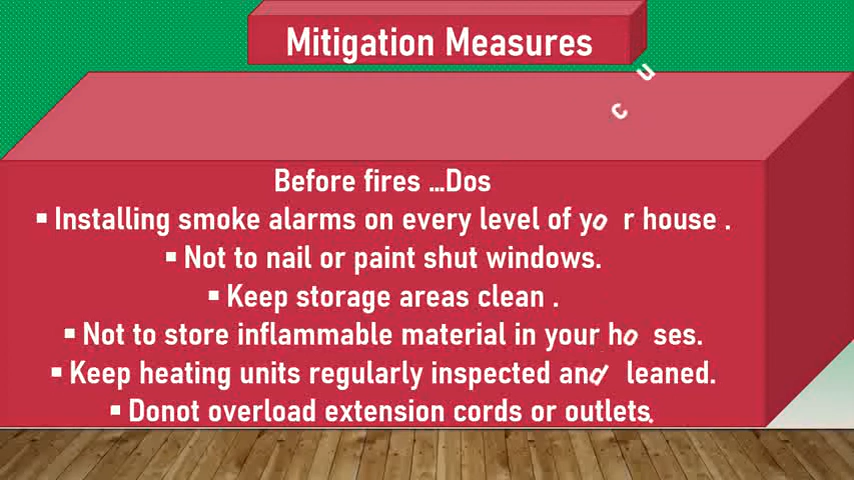 Mitigation Measures
u
c
Before fires ...Dos
▪ Installing smoke alarms on every level of yo r house .
▪ Not to nail or paint shut windows.
▪ Keep storage areas clean .
▪ Not to store inflammable material in your ho ses.
▪ Keep heating units regularly inspected and leaned.
▪ Donot overload extension cords or outlets.